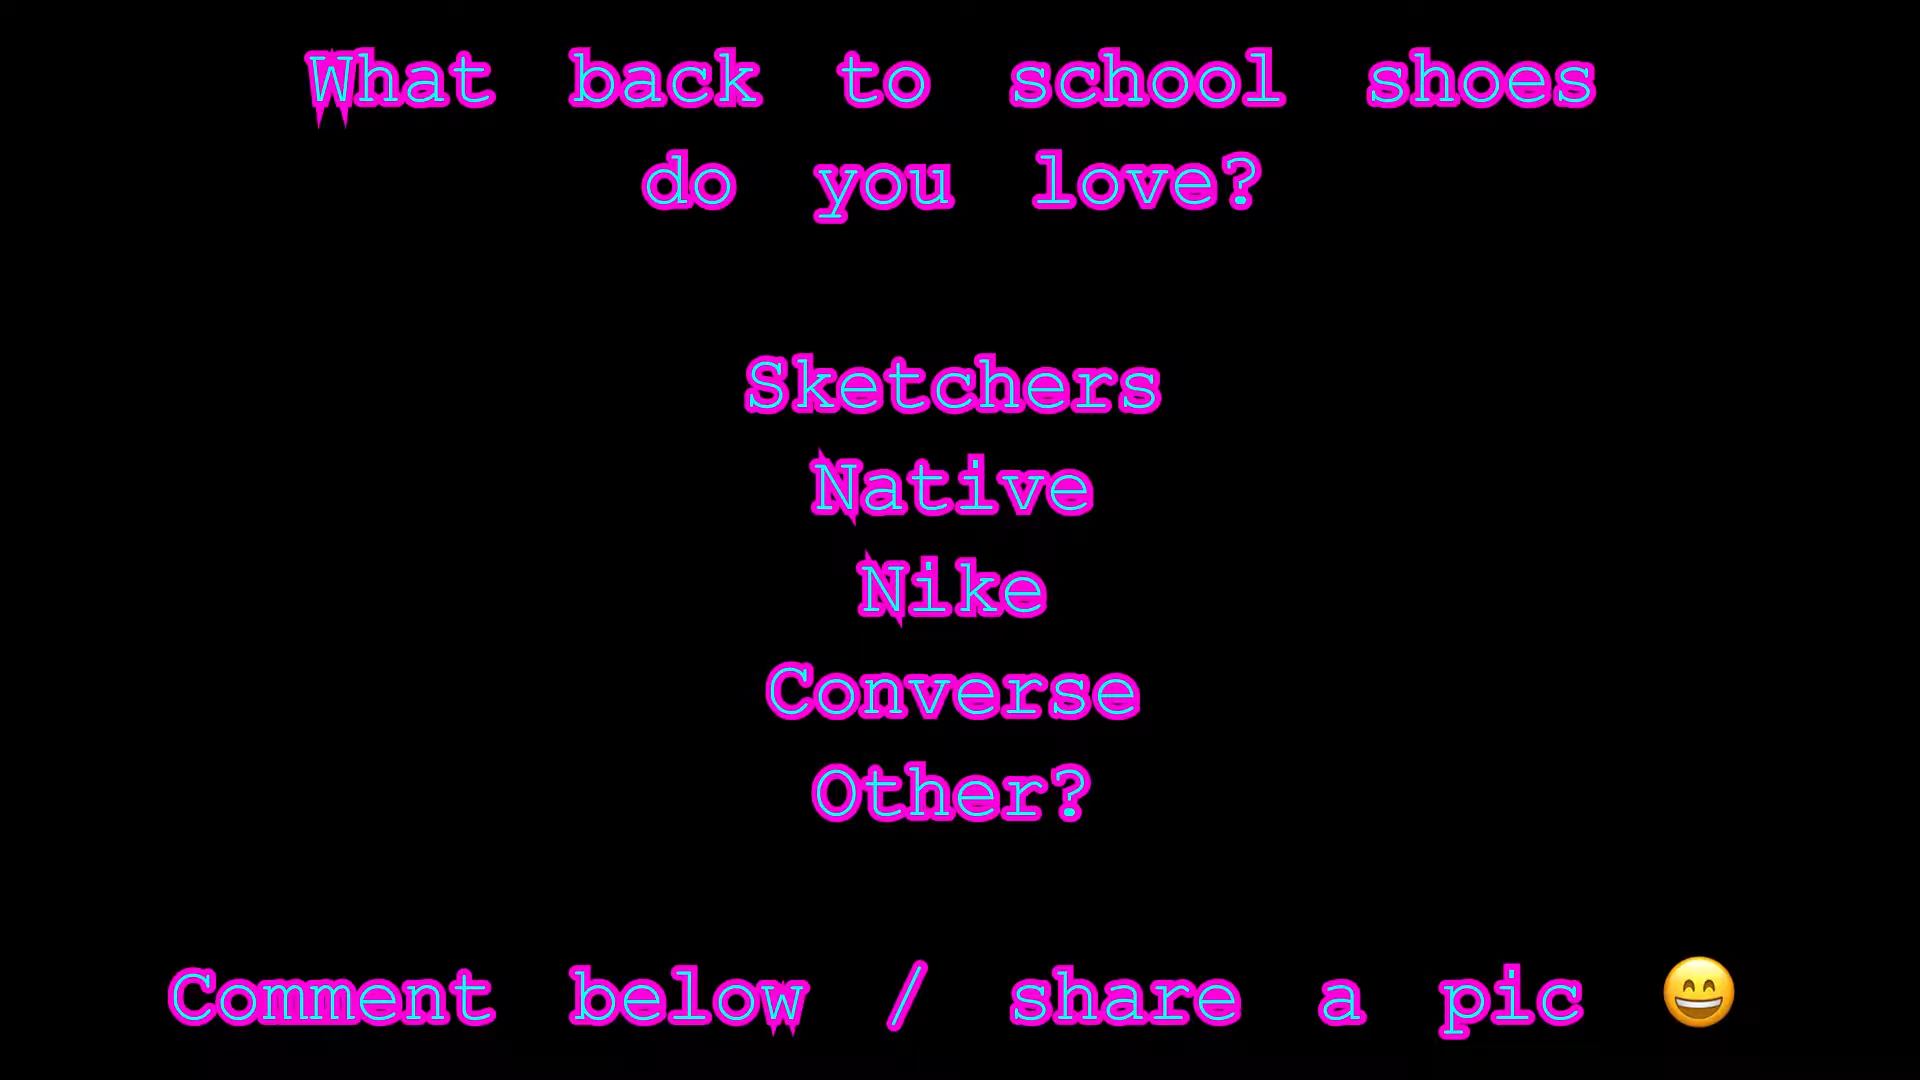 What back to school shoes
do you love?
Sketchers
Native
Nike
Converse
Other?
Comment below / share a pic 😄